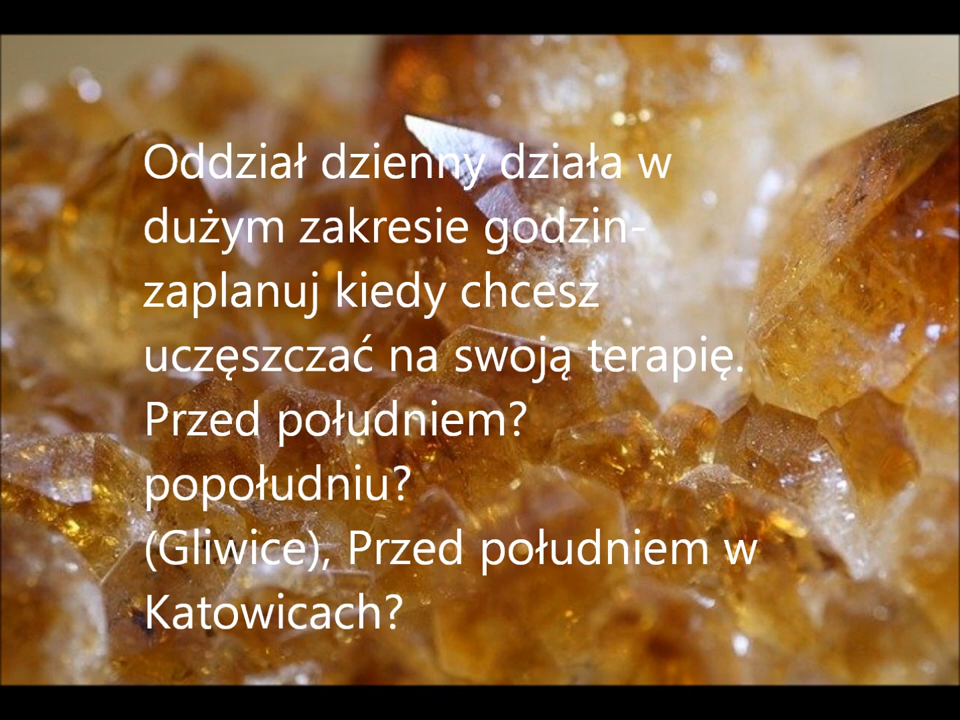 Oddział dzienny działa w
dużym zakresie godzin-
zaplanuj kiedy chcesz
uczęszczać na swoją terapię.
Przed południem?
popołudniu?
(Gliwice), Przed południem w
Katowicach?